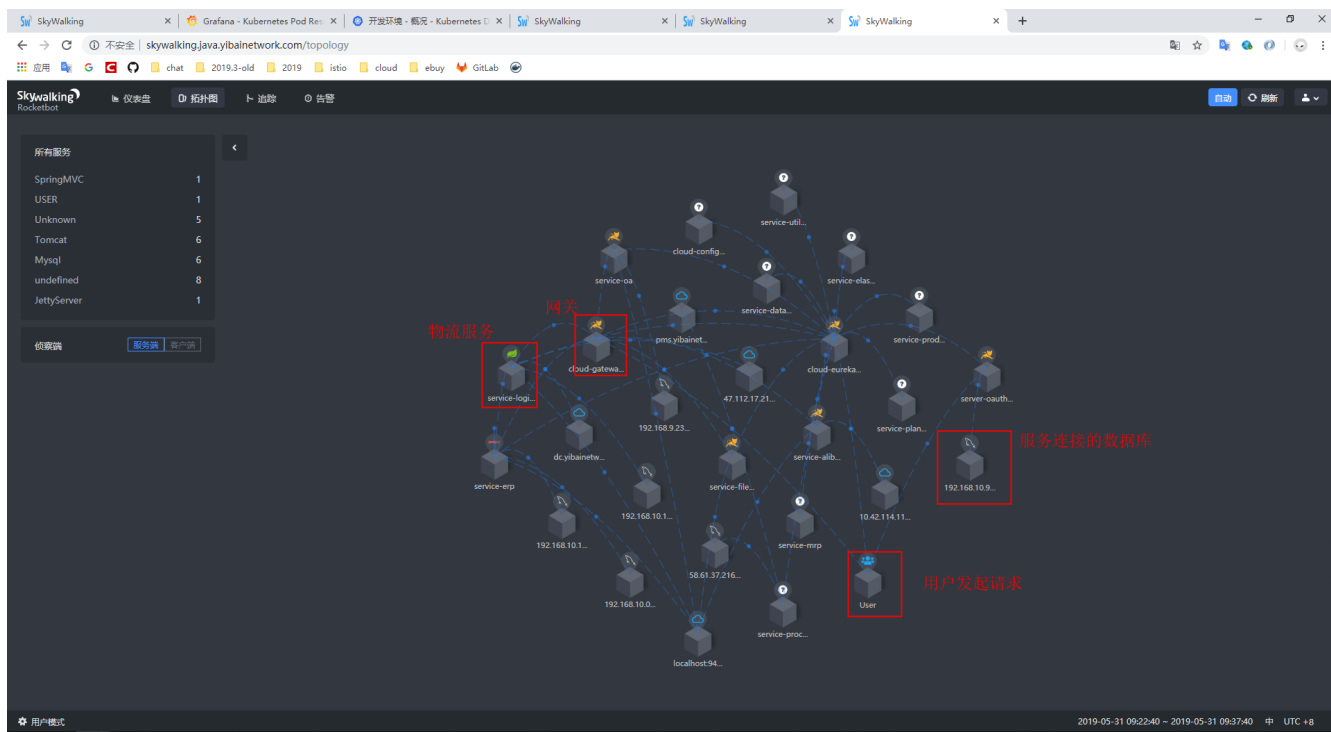 SkyWalking
Grafana - Kubernetes Pod Res
开发环境 - 概况 - Kubernetes D
SkyWalking
SkyWalking
SkyWalking
不安全 | skywalking.java.yibainetwork.com/topology
应用
chat
2019.3-old
2019
istio
cloud
ebuy
GitLab
Skywalking
Rocketbot
仪表盘
拓扑图
追踪
告警
自动
刷新
所有服务
SpringMVC 1
USER 1
Unknown 5
Tomcat 6
Mysql 6
undefined 8
JettyServer 1
侦察端
服务端
客户端
service-util...
cloud-config...
service-oa
service-elas...
service-data...
网关
物流服务
pms.yibainet...
service-prod...
cloud-gatewa...
cloud-eureka...
service-logi...
47.112.17.21...
server-oauth...
192.168.9.23...
service-plan...
服务连接的数据库
dc.yibainetw...
service-alib...
service-erp
service-file...
192.168.10.9...
192.168.10.1...
10.42.114.11...
192.168.10.1...
service-mrp
58.61.37.216...
用户发起请求
192.168.10.0...
User
service-proc...
localhost:94...
用户模式
2019-05-31 09:22:40 ~ 2019-05-31 09:37:40 中 UTC +8